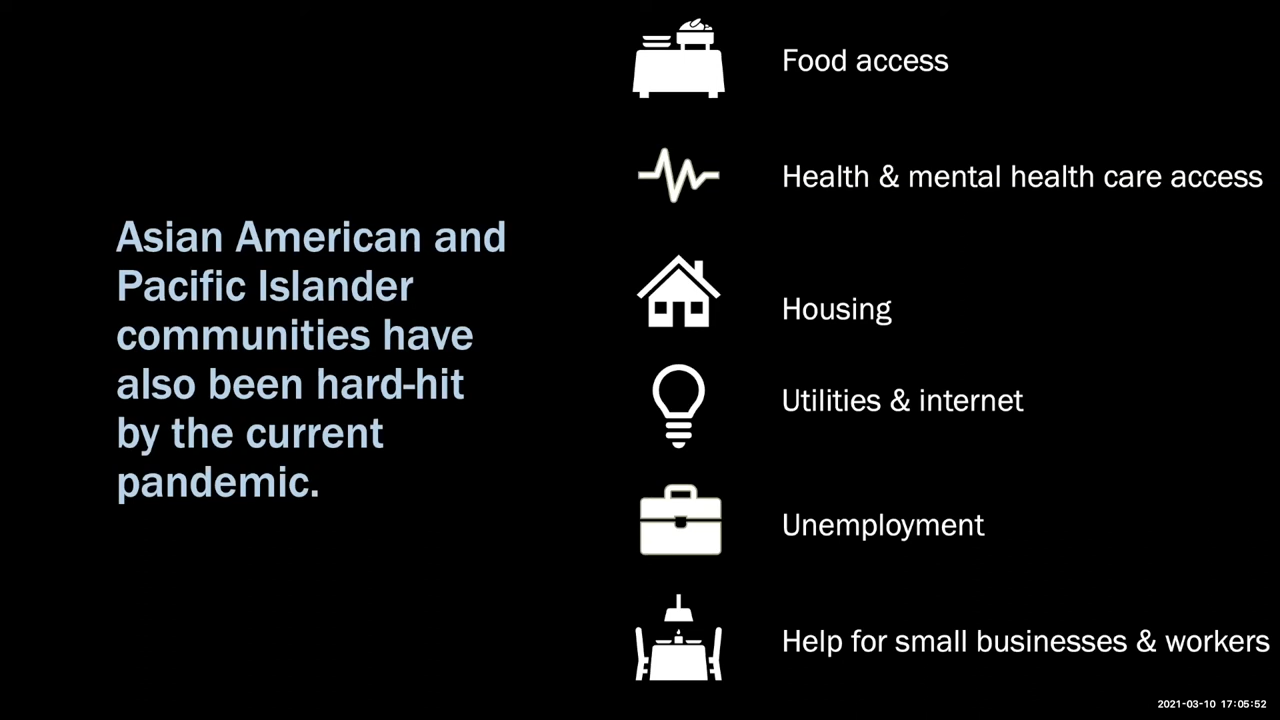 Asian American and
Pacific Islander
communities have
also been hard-hit
by the current
pandemic.
Food access
Health & mental health care access
Housing
Utilities & internet
Unemployment
Help for small businesses & workers
2021-03-10 17:05:52